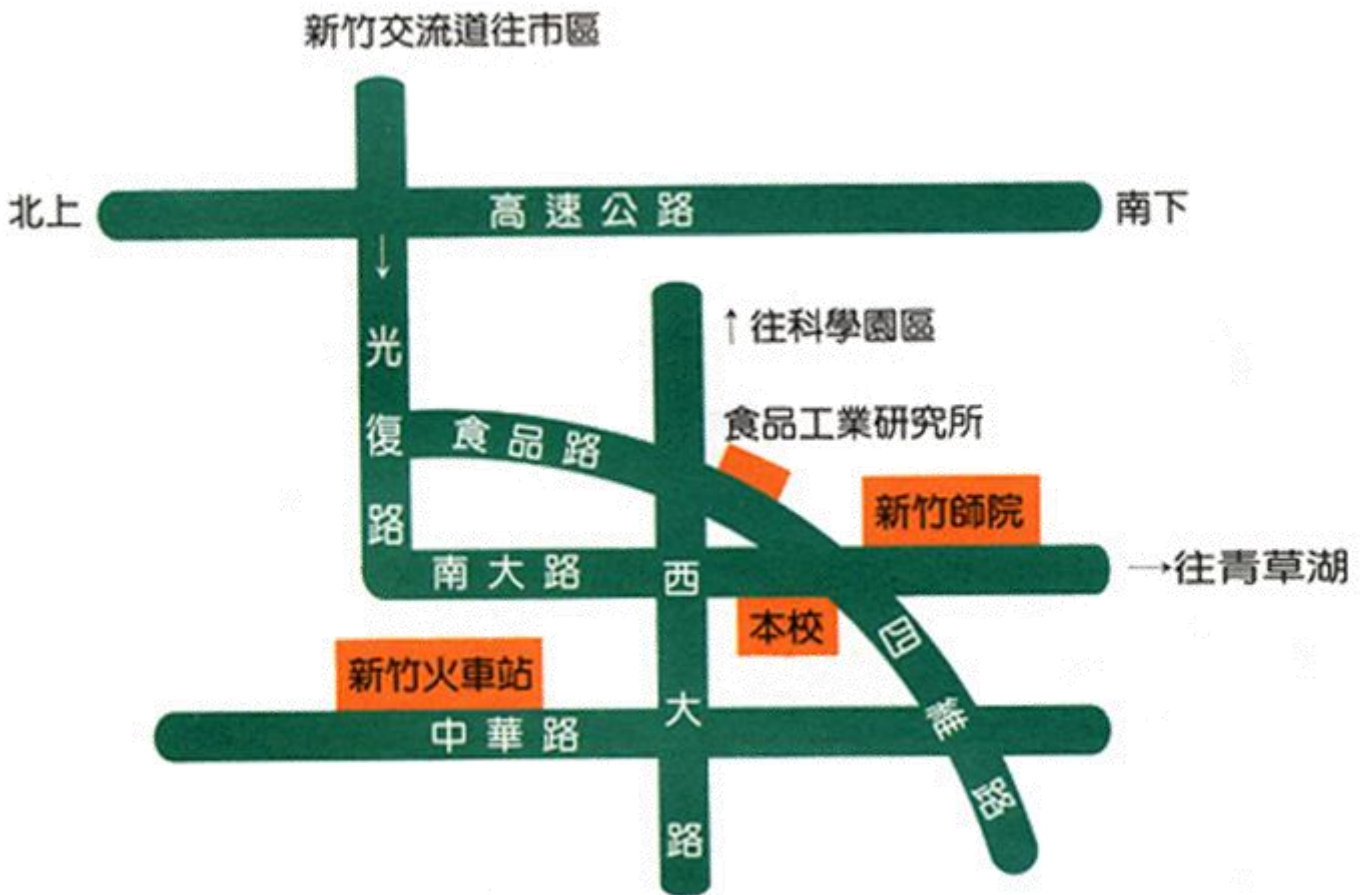 新竹交流道往市區
北上
高速公路
南下
↓
光復路
↑往科學園區
食品路
食品工業研究所
新竹師院
南大路
西大路
→往青草湖
本校
四維路
新竹火車站
中華路